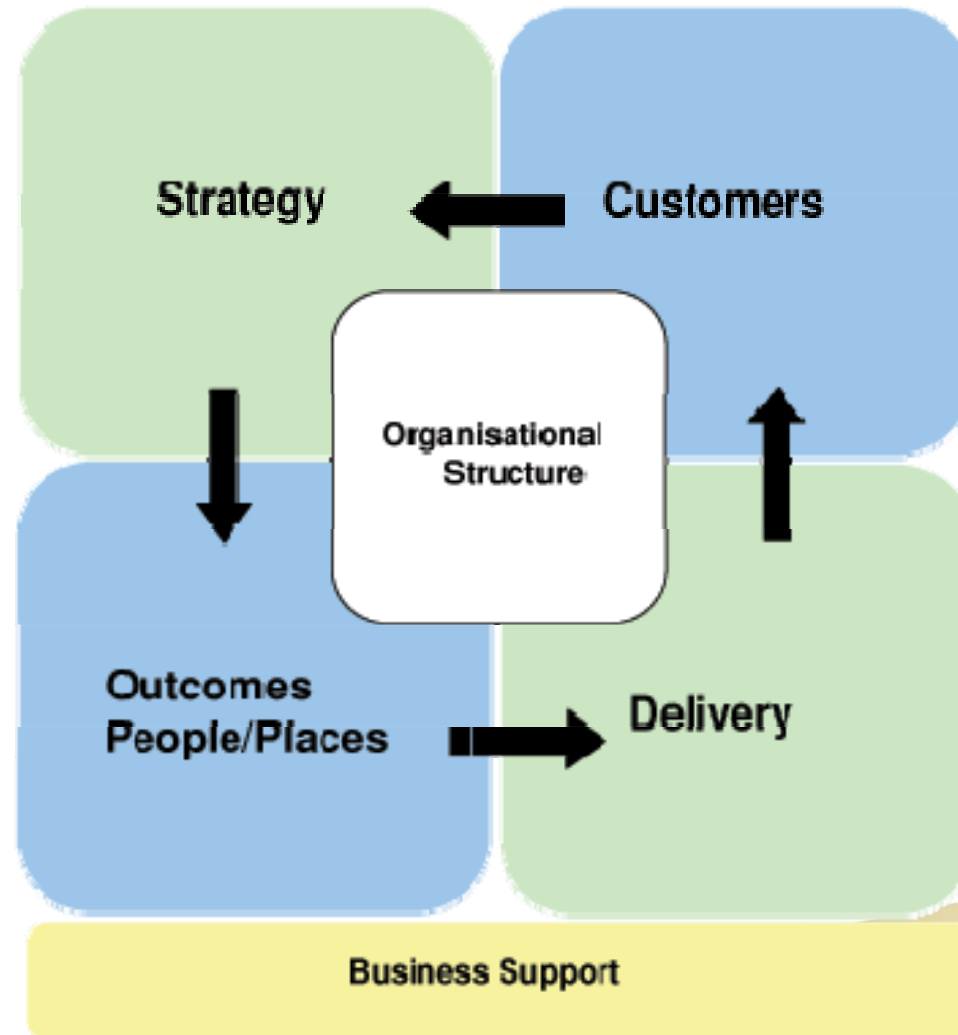 Strategy
Customers
Organisational
Structure
Outcomes
People/Places
Delivery
Business Support